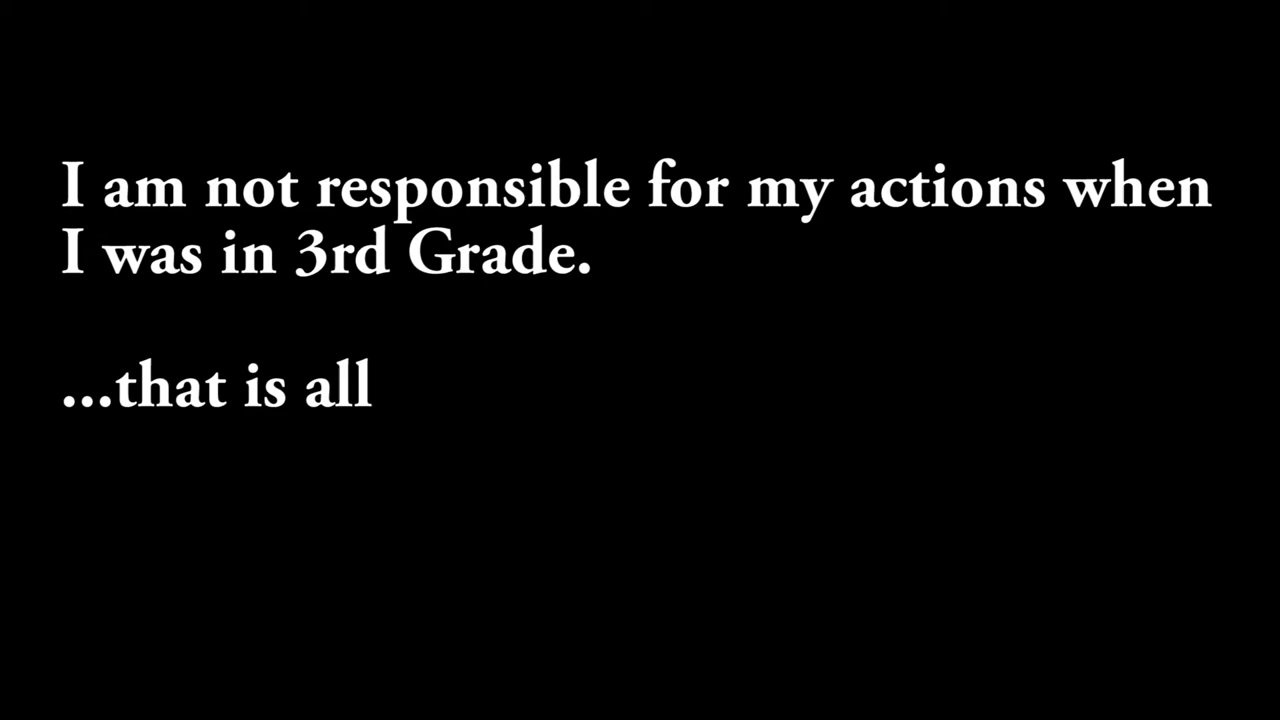 I am not responsible for my actions when
I was in 3rd Grade.
...that is all